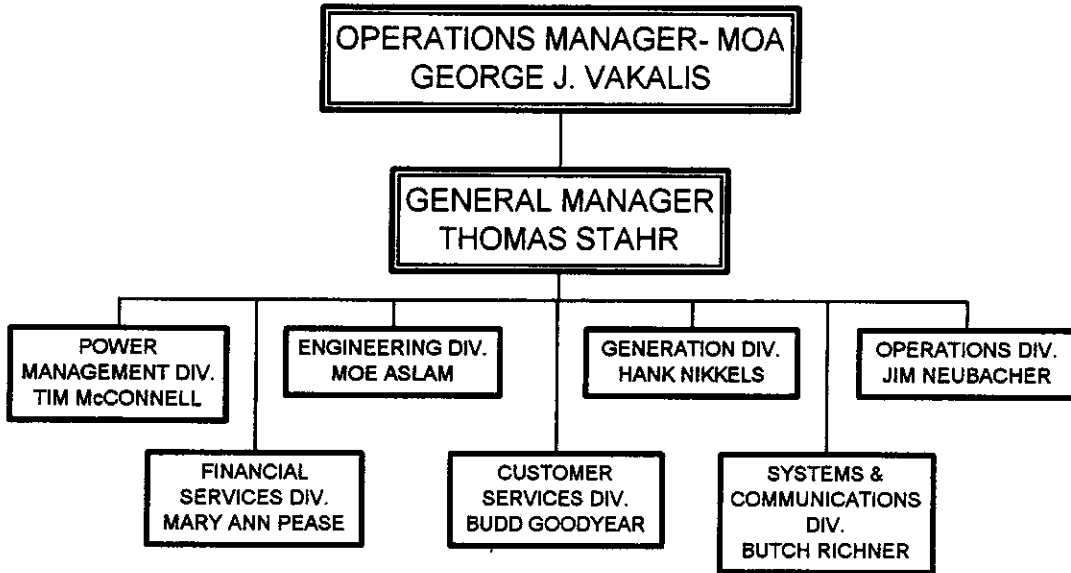 OPERATIONS MANAGER- MOA
GEORGE J. VAKALIS
GENERAL MANAGER
THOMAS STAHR
POWER
MANAGEMENT DIV.
TIM McCONNELL
ENGINEERING DIV.
MOE ASLAM
GENERATION DIV.
HANK NIKKELS
OPERATIONS DIV.
JIM NEUBACHER
FINANCIAL
SERVICES DIV.
MARY ANN PEASE
CUSTOMER
SERVICES DIV.
BUDD GOODYEAR
SYSTEMS &
COMMUNICATIONS
DIV.
BUTCH RICHNER